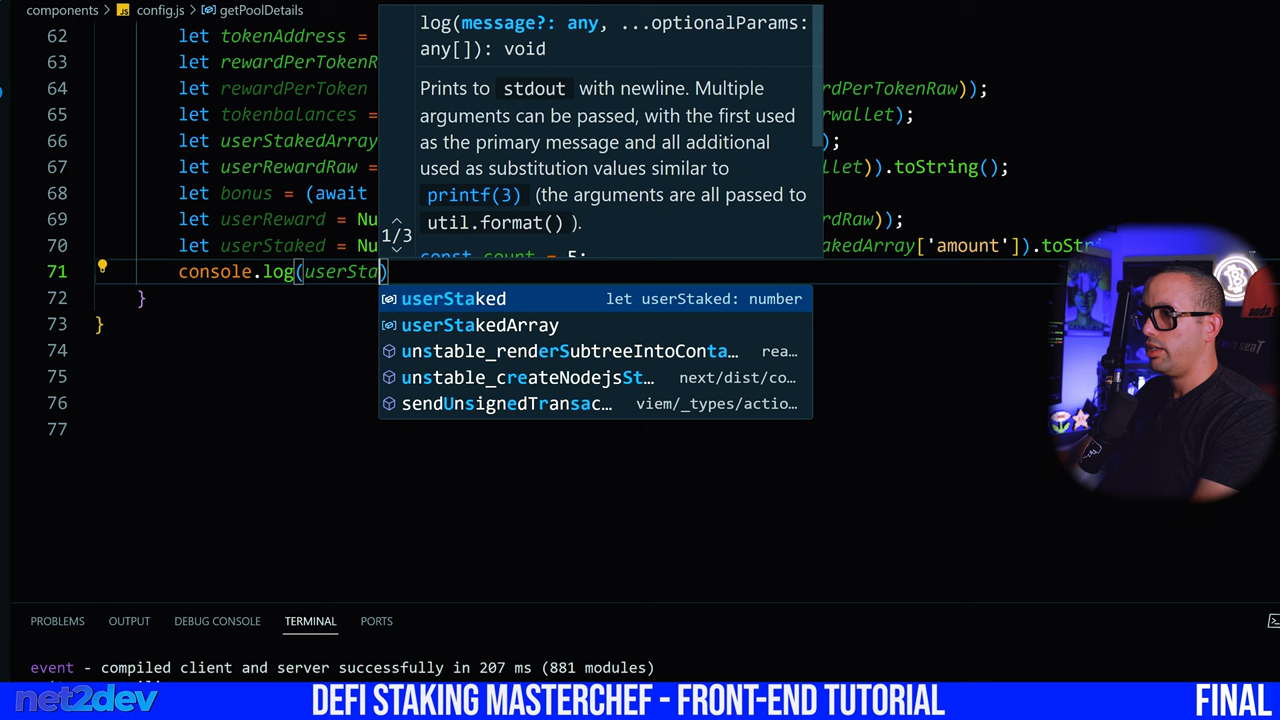 components > JS config.js > getPoolDetails
62 let tokenAddress =
63 let rewardPerTokenR
64 let rewardPerToken rdPerTokenRaw));
65 let tokenbalances = rwallet);
66 let userStakedArray );
67 let userRewardRaw = llet)).toString();
68 let bonus = (await
69 let userReward = Nu rdRaw));
70 let userStaked = Nu akedArray['amount']).toStr
71 console.log(userSta)
72 }
73 }
74
75
76
77
log(message?: any, ...optionalParams:
any[]): void
Prints to stdout with newline. Multiple
arguments can be passed, with the first used
as the primary message and all additional
used as substitution values similar to
printf(3) (the arguments are all passed to
util.format() ).
1/3
const count = 5;
userStaked let userStaked: number
userStakedArray
unstable_renderSubtreeIntoConta… rea…
unstable_createNodejsSt… next/dist/co…
sendUnsignedTransac… viem/_types/actio…
PROBLEMS OUTPUT DEBUG CONSOLE TERMINAL PORTS
event - compiled client and server successfully in 207 ms (881 modules)
net2dev DEFI STAKING MASTERCHEF - FRONT-END TUTORIAL FINAL